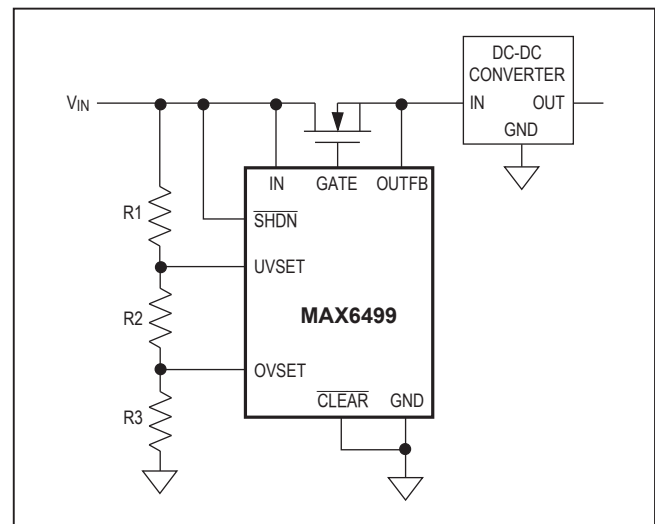 DC-DC
CONVERTER
IN OUT
GND
VIN
IN GATE OUTFB
R1
SHDN
UVSET
R2
MAX6499
OVSET
R3
CLEAR GND